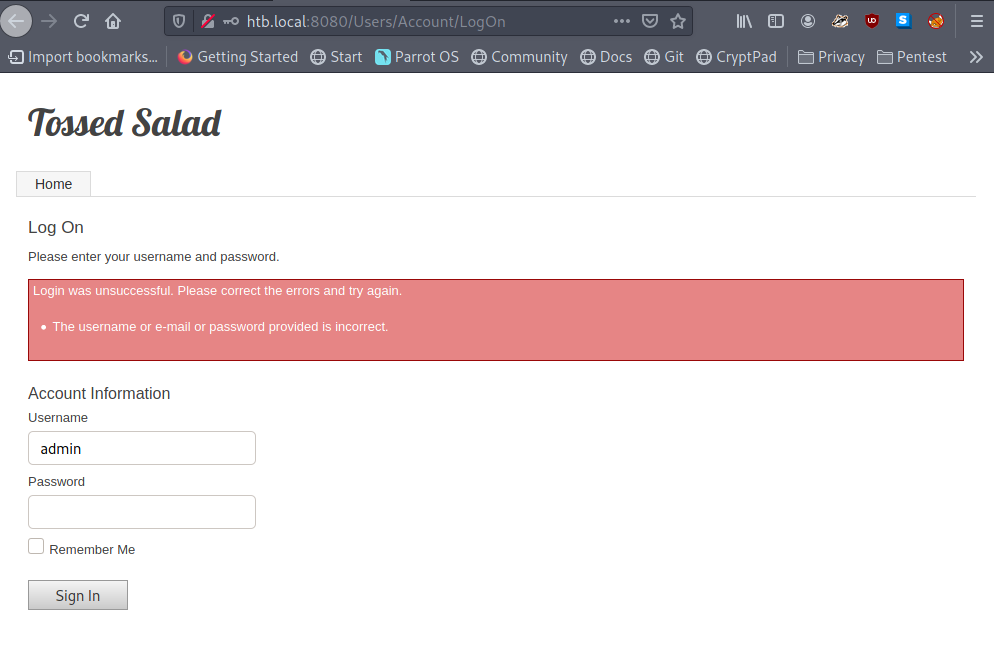 htb.local:8080/Users/Account/LogOn
Import bookmarks... Getting Started Start Parrot OS Community Docs Git CryptPad Privacy Pentest
Tossed Salad
Home
Log On
Please enter your username and password.
Login was unsuccessful. Please correct the errors and try again.
The username or e-mail or password provided is incorrect.
Account Information
Username
admin
Password
Remember Me
Sign In